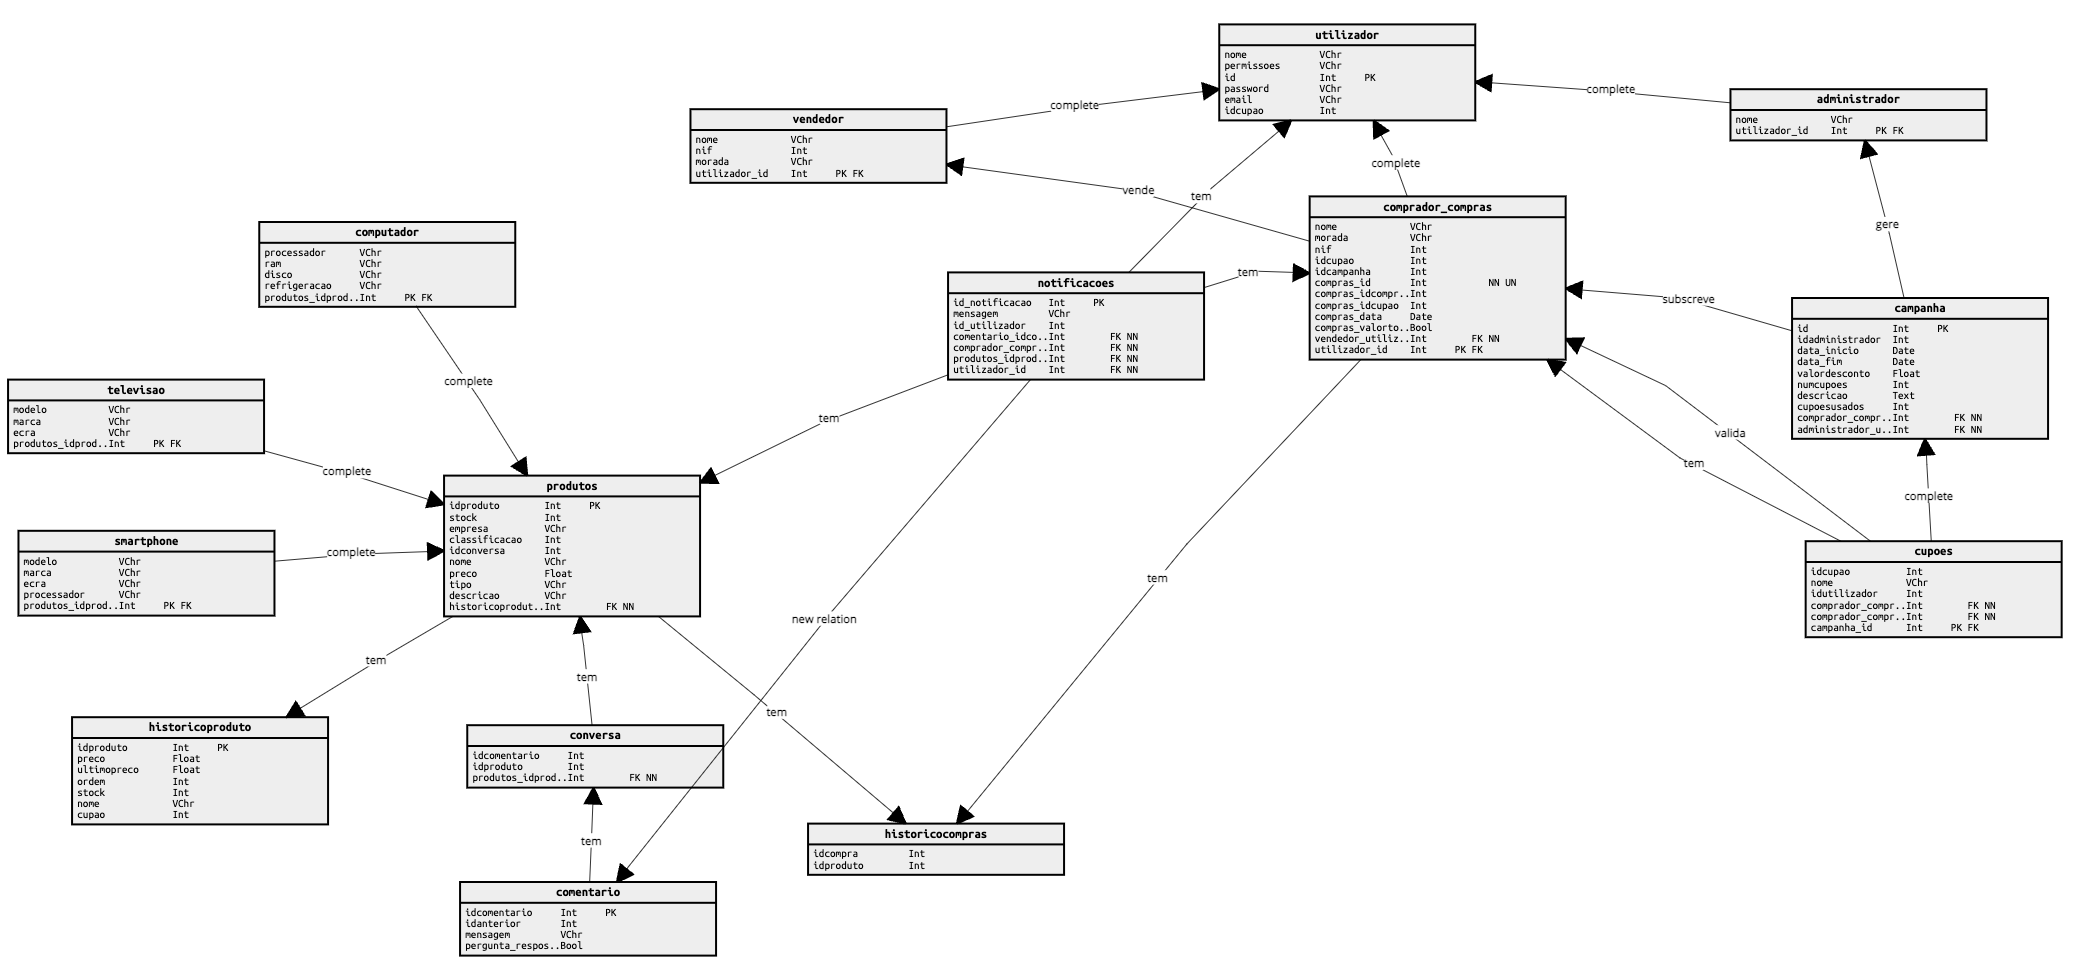 utilizador
nome VChr
permissoes VChr
id Int PK
password VChr
email VChr
idcupao Int
administrador
nome VChr
utilizador_id Int PK FK
vendedor
nome VChr
nif Int
morada VChr
utilizador_id Int PK FK
complete
complete
complete
vende
tem
gere
comprador_compras
nome VChr
morada VChr
nif Int
idcupao Int
idcampanha Int
compras_id Int NN UN
compras_idcompr..Int
compras_idcupao Int
compras_data Date
compras_valorto..Bool
vendedor_utiliz..Int FK NN
utilizador_id Int PK FK
computador
processador VChr
ram VChr
disco VChr
refrigeracao VChr
produtos_idprod..Int PK FK
notificacoes
id_notificacao Int PK
mensagem VChr
id_utilizador Int
comentario_idco..Int FK NN
comprador_compr..Int FK NN
produtos_idprod..Int FK NN
utilizador_id Int FK NN
tem
subscreve
campanha
id Int PK
idadministrador Int
data_inicio Date
data_fim Date
valordesconto Float
numcupoes Int
descricao Text
cupoesusados Int
comprador_compr..Int FK NN
administrador_u..Int FK NN
televisao
modelo VChr
marca VChr
ecra VChr
produtos_idprod..Int PK FK
complete
tem
valida
tem
complete
complete
produtos
idproduto Int PK
stock Int
empresa VChr
classificacao Int
idconversa Int
nome VChr
preco Float
tipo VChr
descricao VChr
historicoprodut..Int FK NN
smartphone
modelo VChr
marca VChr
ecra VChr
processador VChr
produtos_idprod..Int PK FK
complete
cupoes
idcupao Int
nome VChr
idutilizador Int
comprador_compr..Int FK NN
comprador_compr..Int FK NN
campanha_id Int PK FK
tem
new relation
tem
tem
tem
historicoproduto
idproduto Int PK
preco Float
ultimopreco Float
ordem Int
stock Int
nome VChr
cupao Int
conversa
idcomentario Int
idproduto Int
produtos_idprod..Int FK NN
tem
historicocompras
idcompra Int
idproduto Int
comentario
idcomentario Int PK
idanterior Int
mensagem VChr
pergunta_respos..Bool